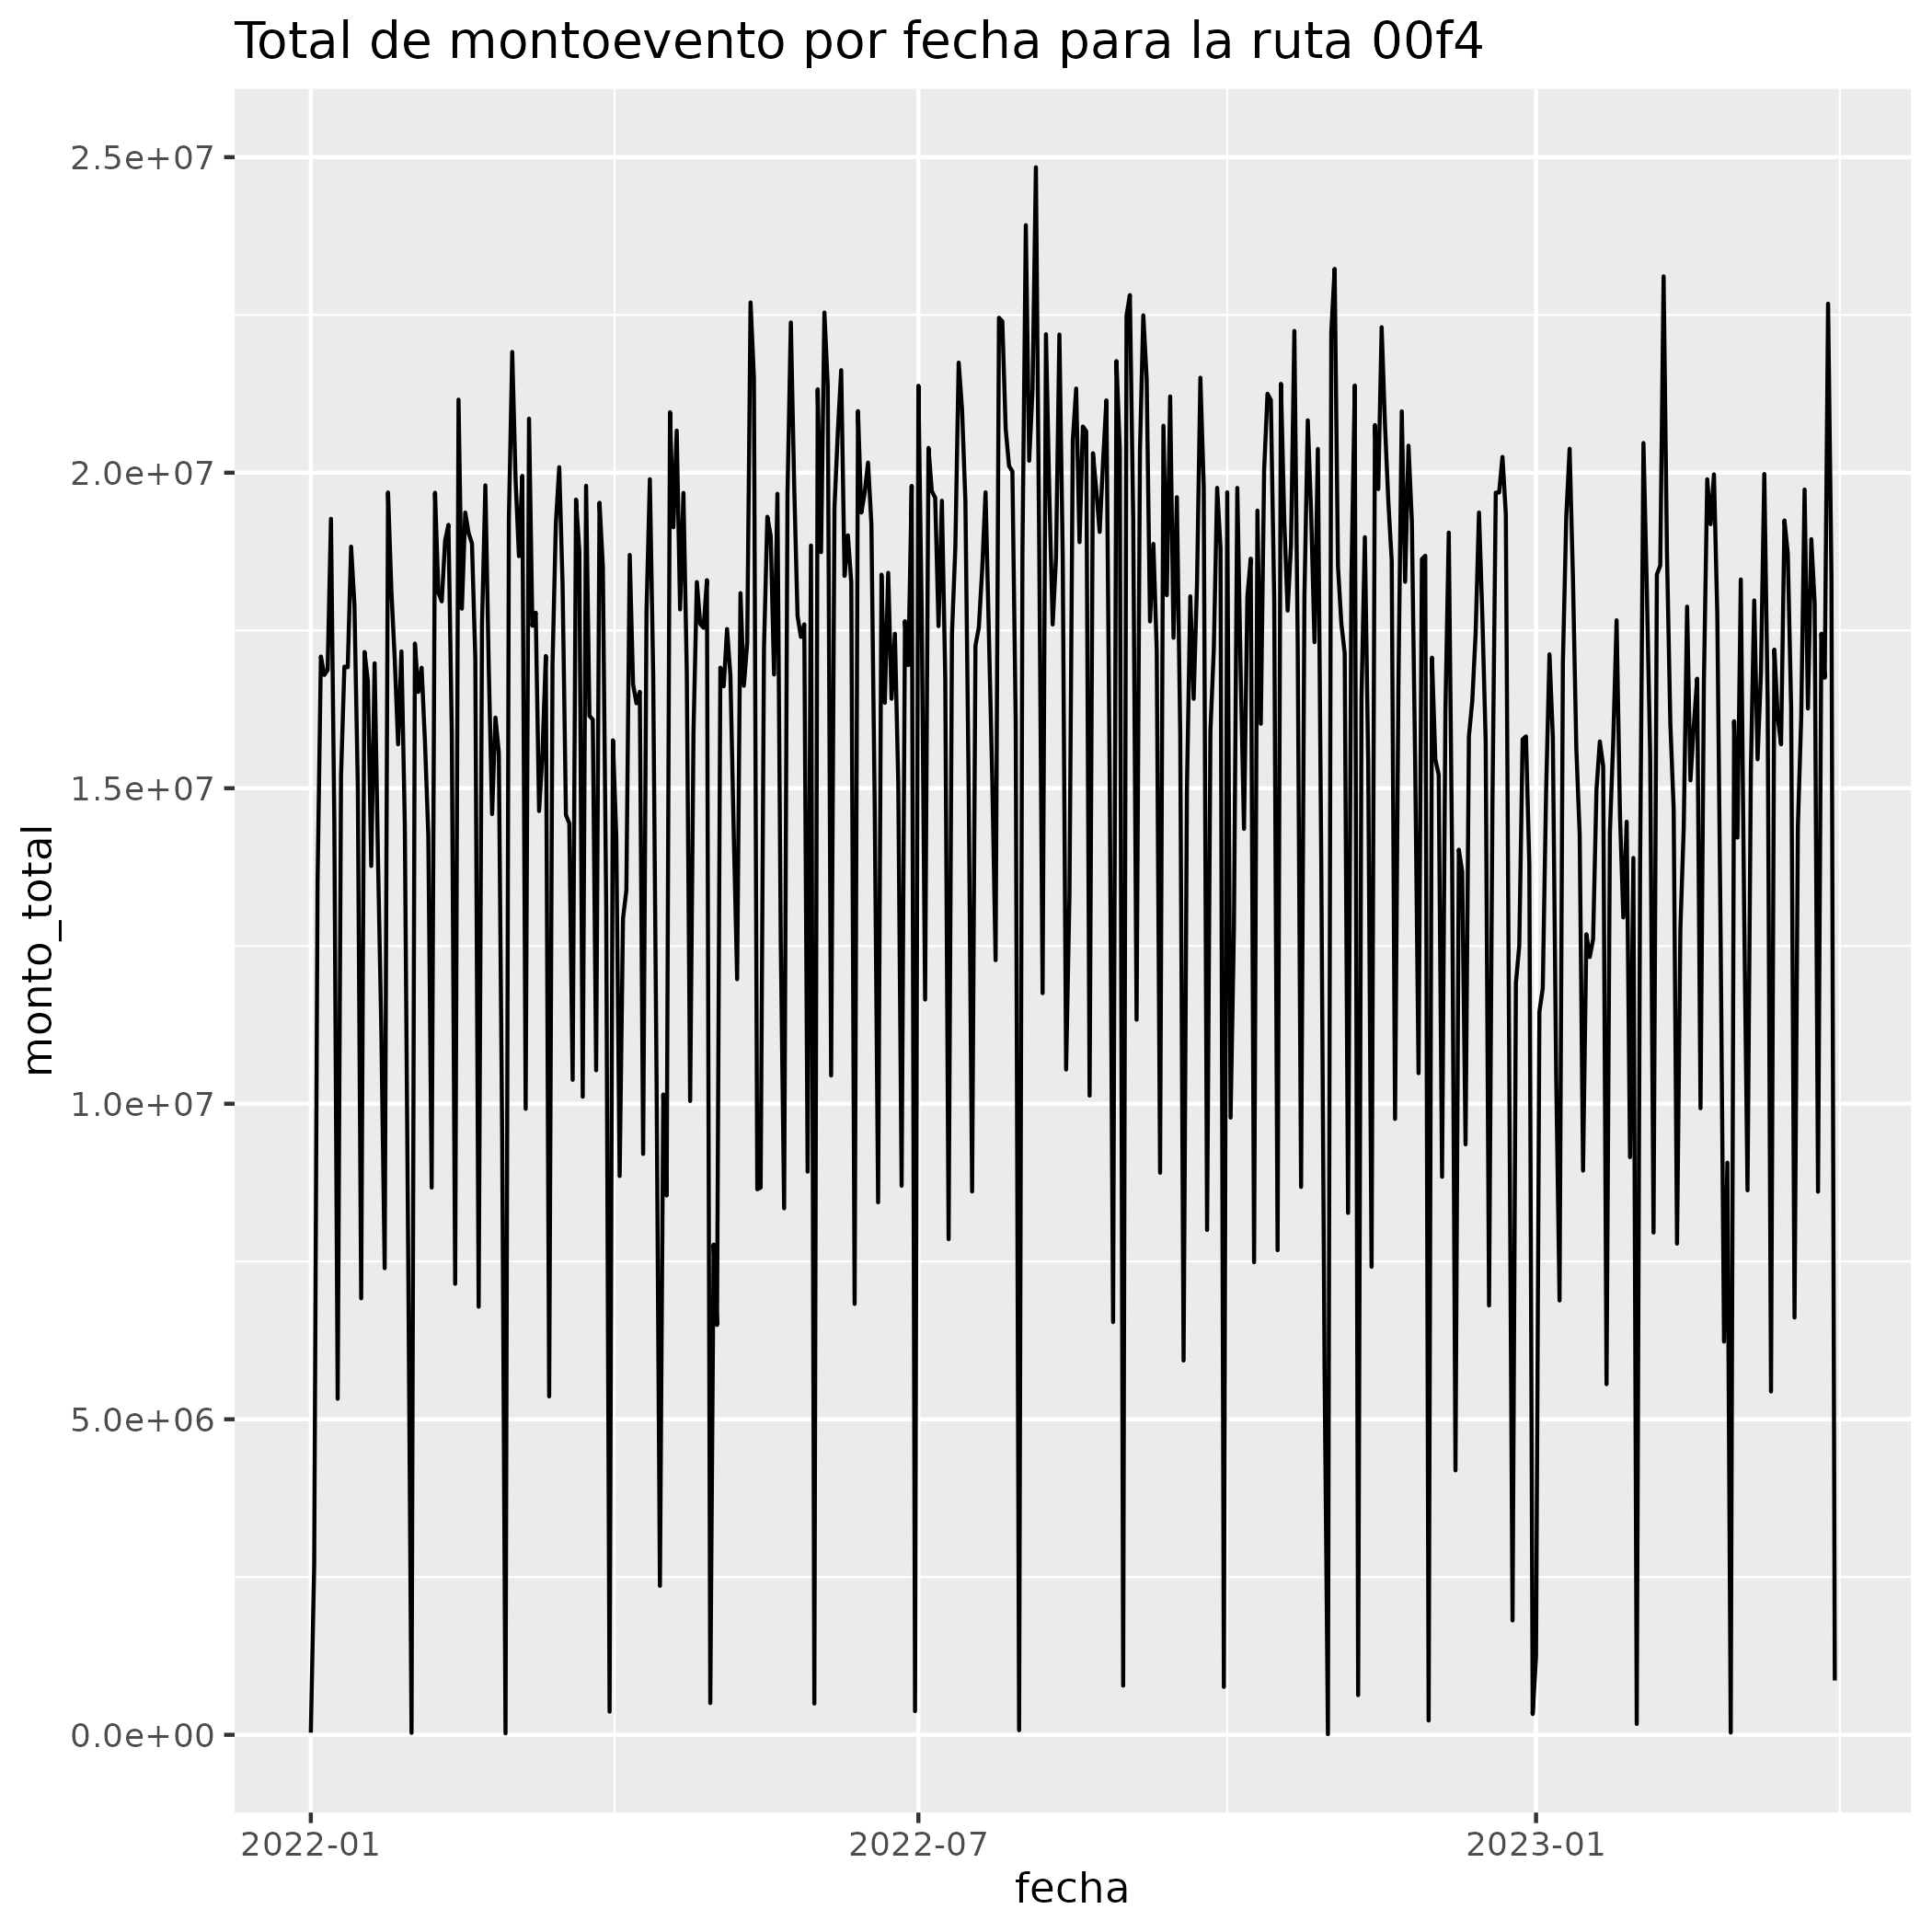 Total de montoevento por fecha para la ruta 00f4
2.5e+07
2.0e+07
1.5e+07
1.0e+07
5.0e+06
0.0e+00
monto_total
2022-01
2022-07
2023-01
fecha